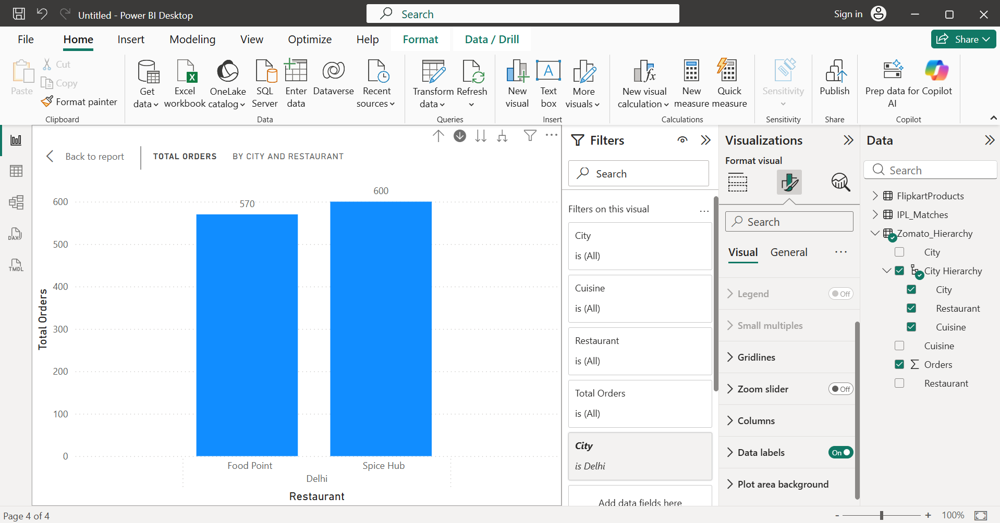 Untitled - Power BI Desktop
Search
Sign in
File
Home
Insert
Modeling
View
Optimize
Help
Format
Data / Drill
Share
Paste
Cut
Copy
Format painter
Clipboard
Get data
Excel workbook
OneLake catalog
SQL Server
Enter data
Dataverse
Recent sources
Data
Transform data
Refresh
Queries
New visual
Text box
More visuals
Insert
New visual calculation
New measure
Quick measure
Calculations
Sensitivity
Sensitivity
Publish
Share
Prep data for AI
Copilot
Copilot
DAX
TMDL
Back to report
TOTAL ORDERS
BY CITY AND RESTAURANT
Total Orders
600
500
400
300
200
100
0
570
600
Food Point
Spice Hub
Delhi
Restaurant
Filters
Search
Filters on this visual
...
City
is (All)
Cuisine
is (All)
Restaurant
is (All)
Total Orders
is (All)
City
is Delhi
Add data fields here
Visualizations
Format visual
Search
Visual
General
...
Legend
Off
Small multiples
Gridlines
Zoom slider
Off
Columns
Data labels
On
Plot area background
Data
Search
FlipkartProducts
IPL_Matches
Zomato_Hierarchy
City
City Hierarchy
City
Restaurant
Cuisine
Cuisine
Orders
Restaurant
Page 4 of 4
- + 100%